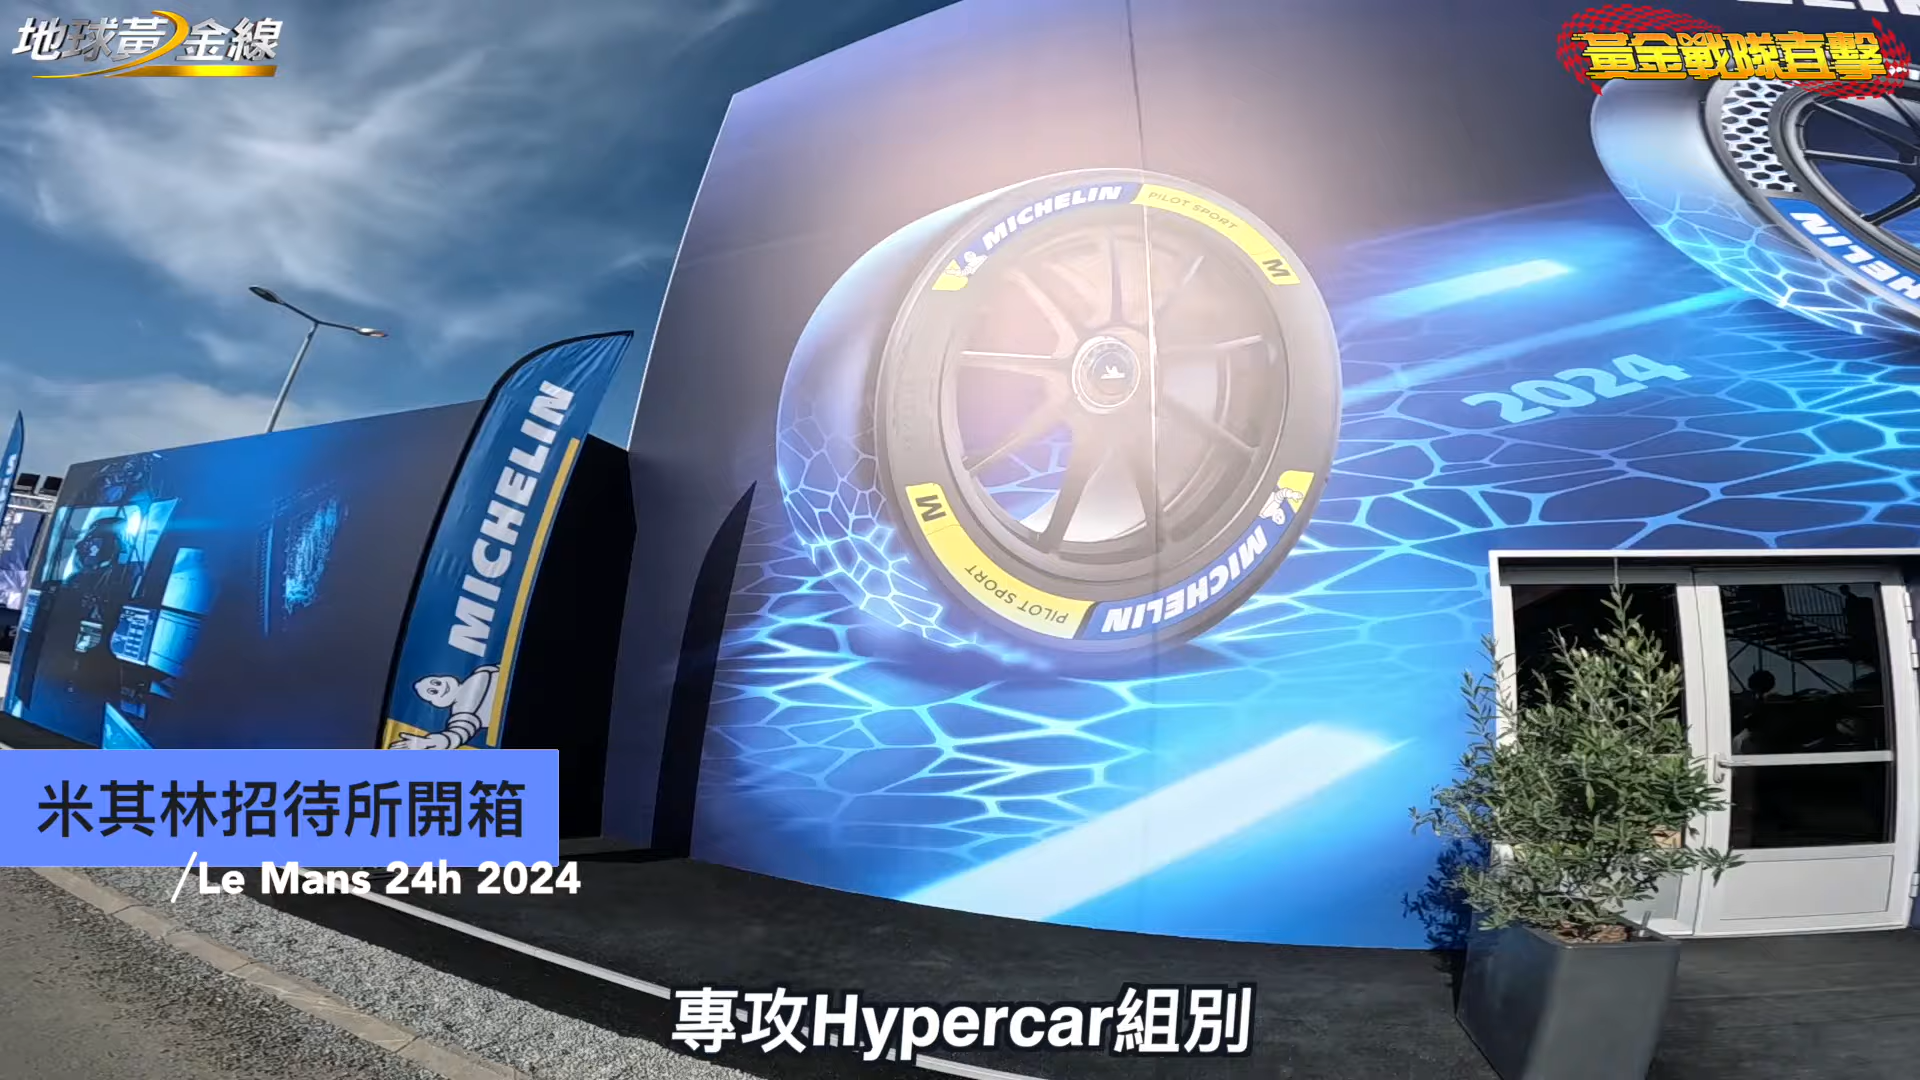 地球黃金線
黃金戰隊直擊
MICHELIN PILOT SPORT M
HELIN
2024
MICHELIN
M PILOT SPORT MICHELIN
米其林招待所開箱
/Le Mans 24h 2024
專攻Hypercar組別